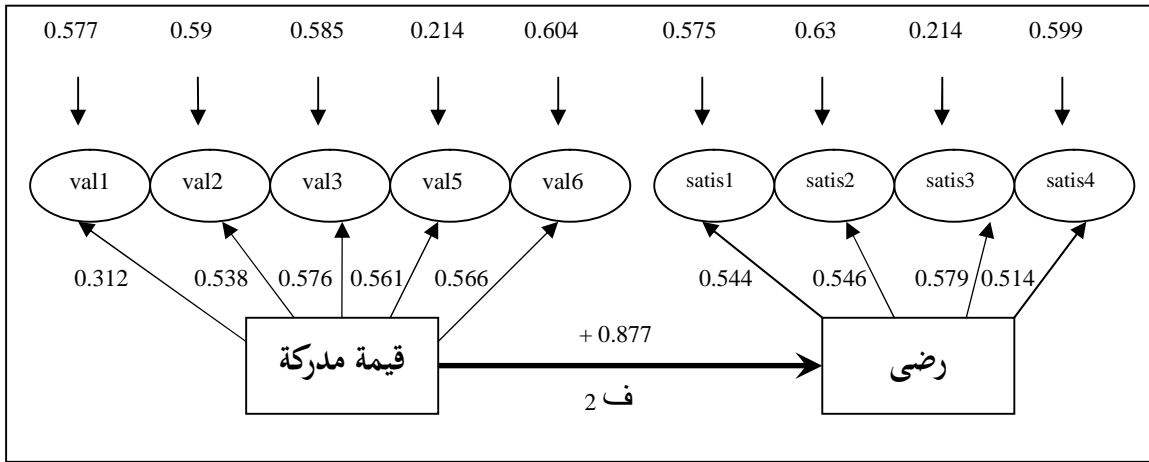 0.577 0.59 0.585 0.214 0.604 0.575 0.63 0.214 0.599
val1 val2 val3 val5 val6 satis1 satis2 satis3 satis4
0.312 0.538 0.576 0.561 0.566 0.544 0.546 0.579 0.514
+ 0.877
قيمة مدركة
رضى
ف 2